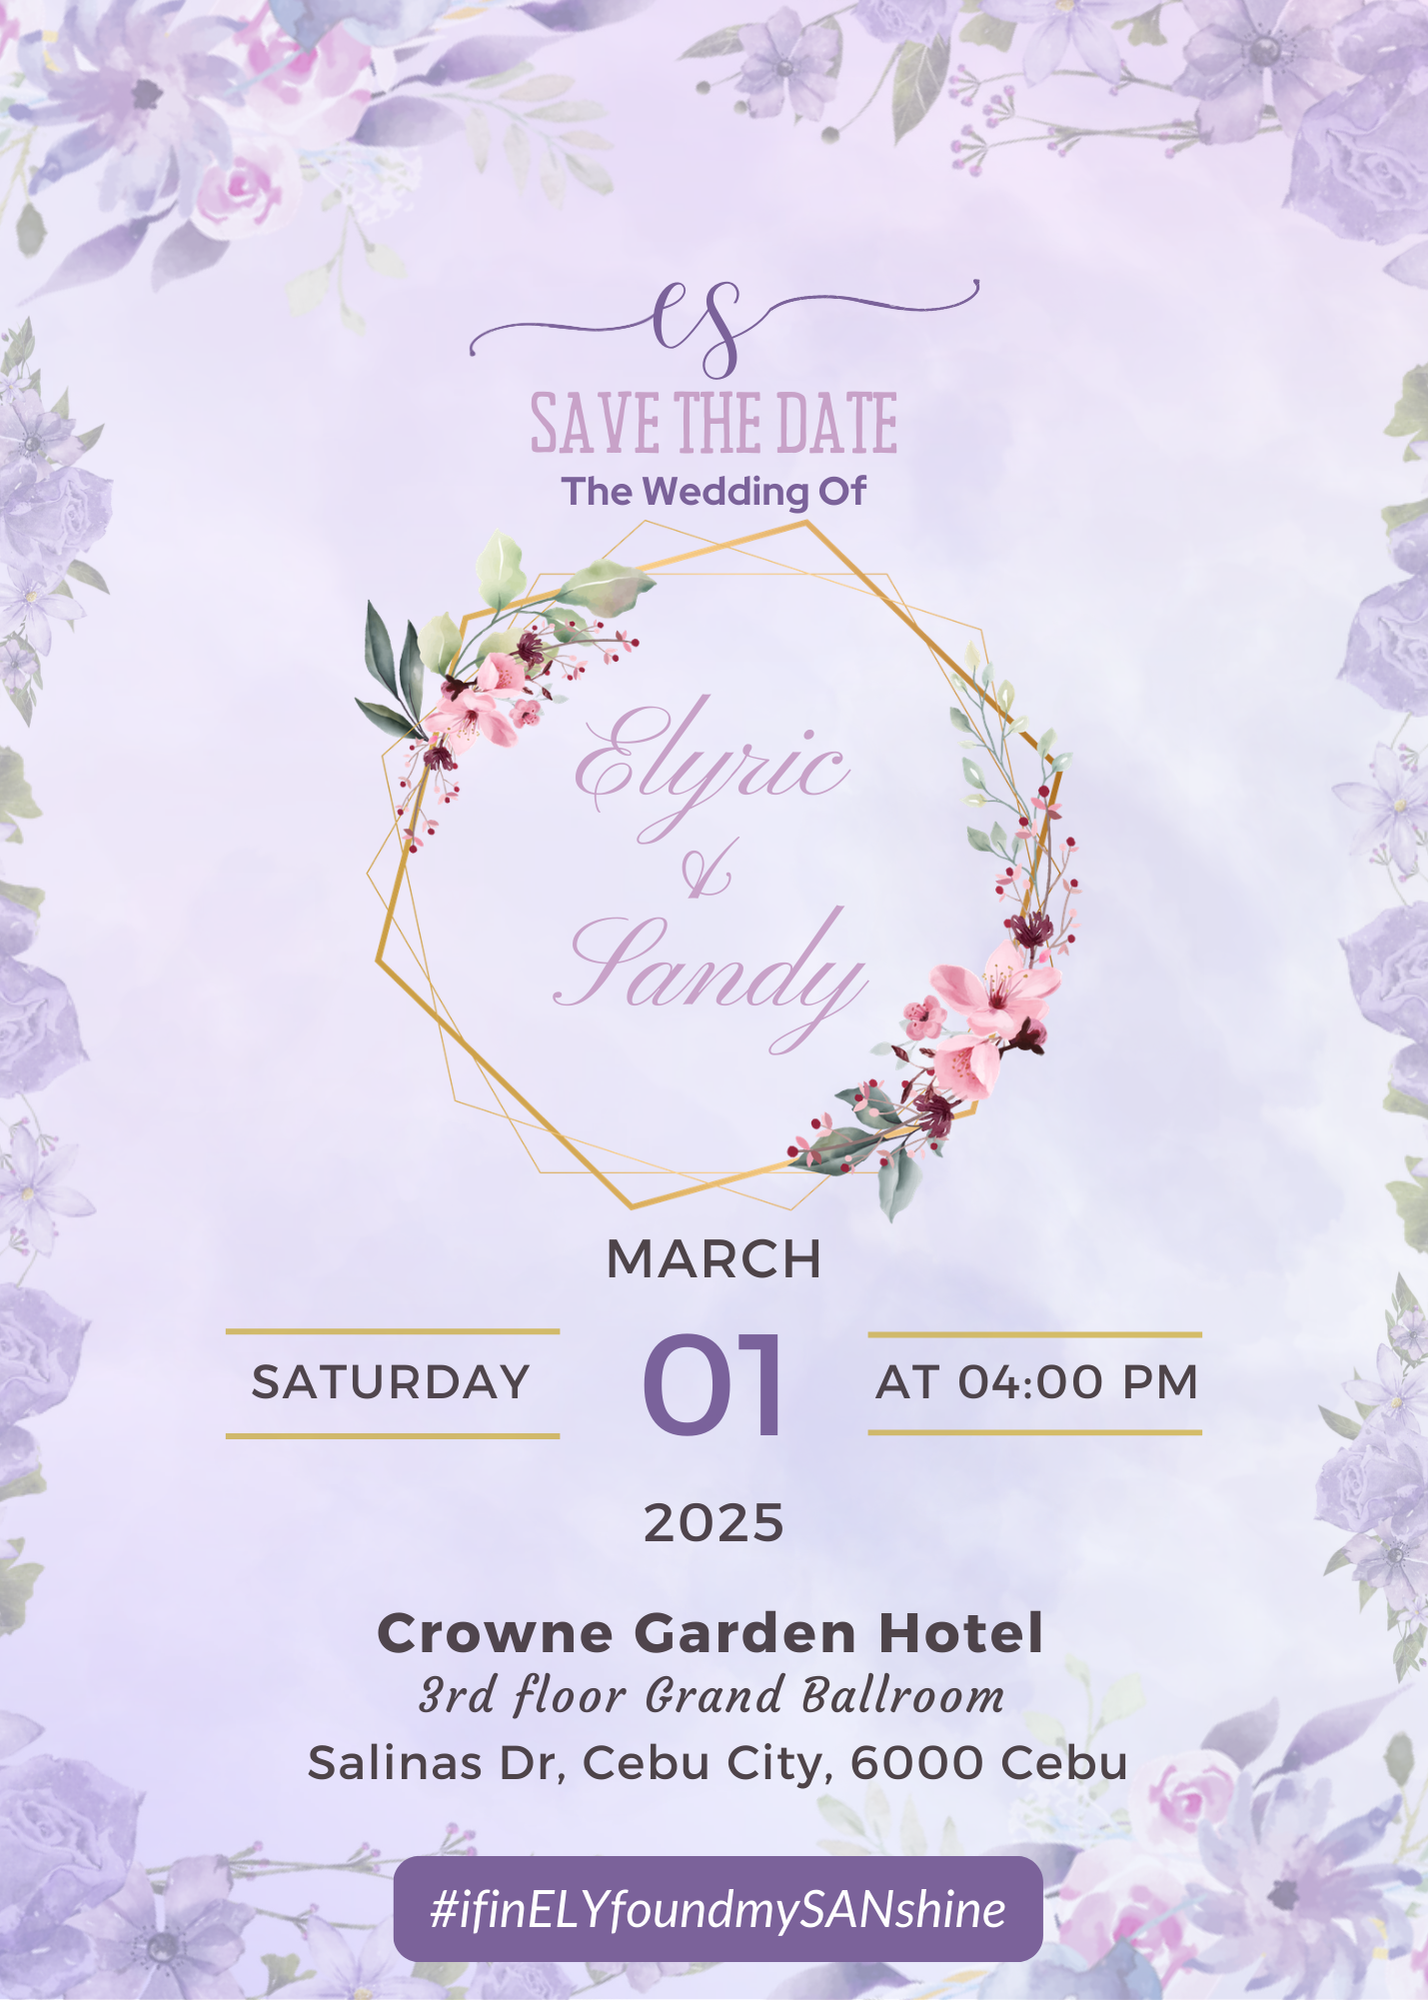 es
SAVE THE DATE
The Wedding Of
Elyric
&
Sandy
MARCH
SATURDAY
01
AT 04:00 PM
2025
Crowne Garden Hotel
3rd floor Grand Ballroom
Salinas Dr, Cebu City, 6000 Cebu
#ifinELYfoundmySANshine